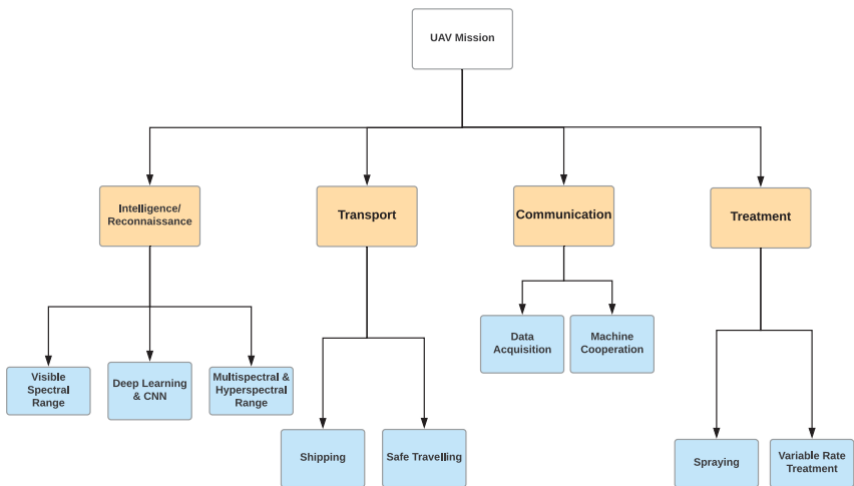 UAV Mission
Intelligence/
Reconnaissance
Transport
Communication
Treatment
Visible
Spectral
Range
Deep Learning
& CNN
Multispectral &
Hyperspectral
Range
Shipping
Safe Travelling
Data
Acquisition
Machine
Cooperation
Spraying
Variable Rate
Treatment